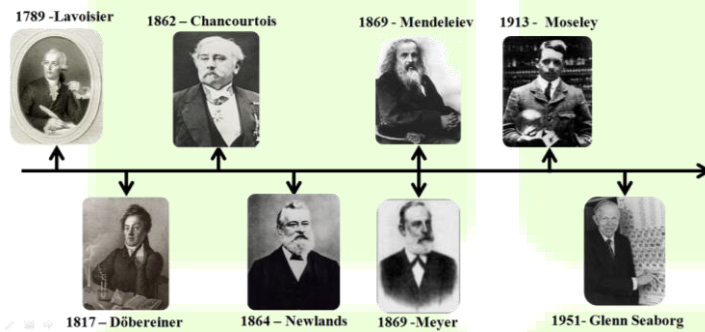 1789 -Lavoisier
1862 – Chancourtois
1869 - Mendeleiev
1913 -  Moseley
1817 – Döbereiner
1864 – Newlands
1869 -Meyer
1951- Glenn Seaborg